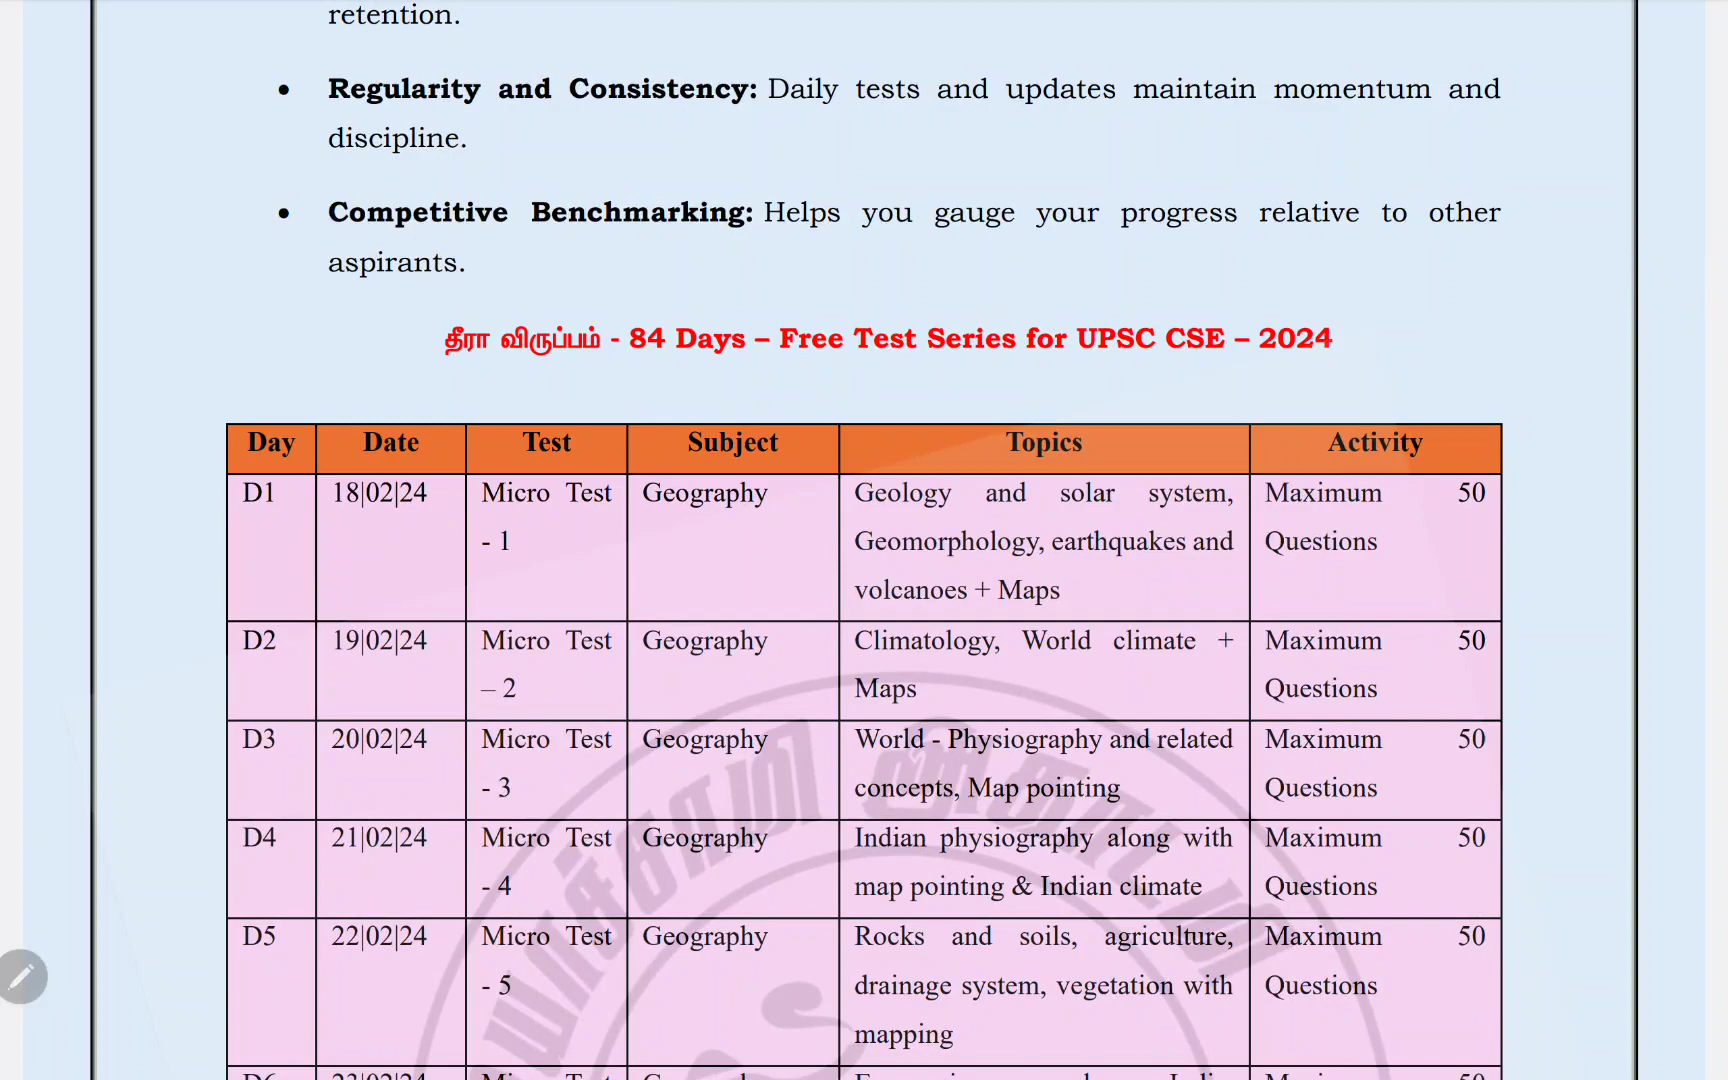 retention.
• Regularity and Consistency: Daily tests and updates maintain momentum and
discipline.
• Competitive Benchmarking: Helps you gauge your progress relative to other
aspirants.
தீரா விருப்பம் - 84 Days – Free Test Series for UPSC CSE – 2024
Day Date Test Subject Topics Activity
D1 18|02|24 Micro Test Geography Geology and solar system, Maximum 50
- 1 Geomorphology, earthquakes and Questions
volcanoes + Maps
D2 19|02|24 Micro Test Geography Climatology, World climate + Maximum 50
– 2 Maps Questions
D3 20|02|24 Micro Test Geography World - Physiography and related Maximum 50
- 3 concepts, Map pointing Questions
D4 21|02|24 Micro Test Geography Indian physiography along with Maximum 50
- 4 map pointing & Indian climate Questions
D5 22|02|24 Micro Test Geography Rocks and soils, agriculture, Maximum 50
- 5 drainage system, vegetation with Questions
mapping